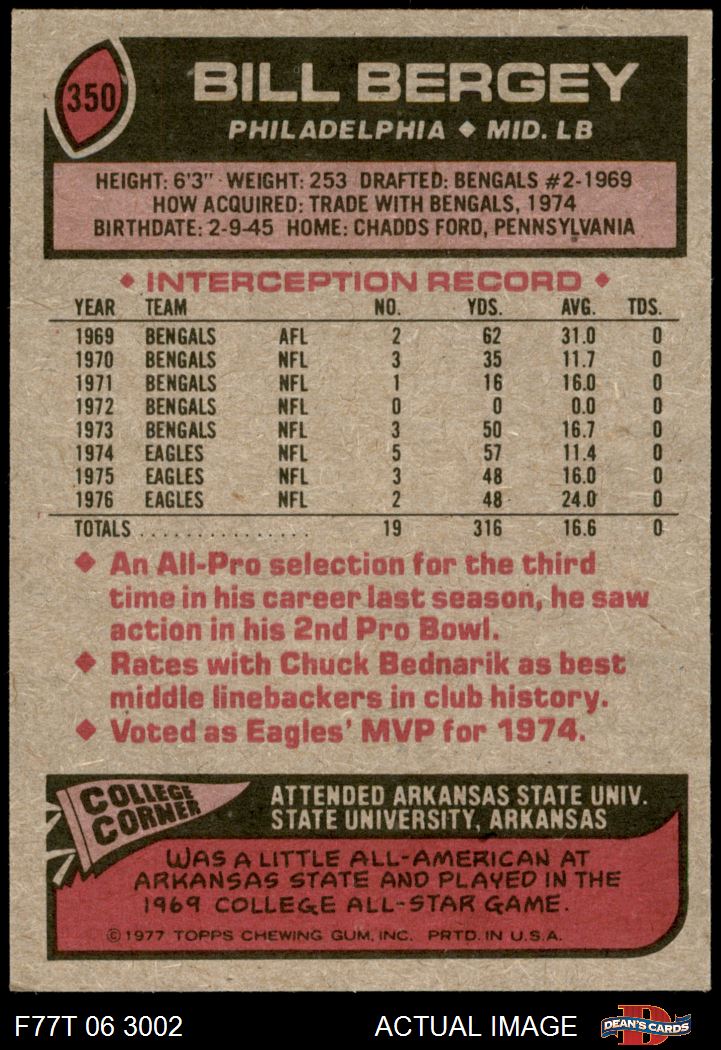 350
BILL BERGEY
PHILADELPHIA ◆ MID. LB
HEIGHT: 6'3" WEIGHT: 253 DRAFTED: BENGALS #2-1969
HOW ACQUIRED: TRADE WITH BENGALS, 1974
BIRTHDATE: 2-9-45 HOME: CHADDS FORD, PENNSYLVANIA
◆ INTERCEPTION RECORD ◆
YEAR TEAM NO. YDS. AVG. TDS.
1969 BENGALS AFL 2 62 31.0 0
1970 BENGALS NFL 3 35 11.7 0
1971 BENGALS NFL 1 16 16.0 0
1972 BENGALS NFL 0 0 0.0 0
1973 BENGALS NFL 3 50 16.7 0
1974 EAGLES NFL 5 57 11.4 0
1975 EAGLES NFL 3 48 16.0 0
1976 EAGLES NFL 2 48 24.0 0
TOTALS ................ 19 316 16.6 0
◆ An All-Pro selection for the third
time in his career last season, he saw
action in his 2nd Pro Bowl.
◆ Rates with Chuck Bednarik as best
middle linebackers in club history.
◆ Voted as Eagles' MVP for 1974.
COLLEGE
CORNER
ATTENDED ARKANSAS STATE UNIV.
STATE UNIVERSITY, ARKANSAS
WAS A LITTLE ALL-AMERICAN AT
ARKANSAS STATE AND PLAYED IN THE
1969 COLLEGE ALL-STAR GAME.
© 1977 TOPPS CHEWING GUM, INC. PRTD. IN U.S.A.
F77T 06 3002 ACTUAL IMAGE D DEAN'S CARDS